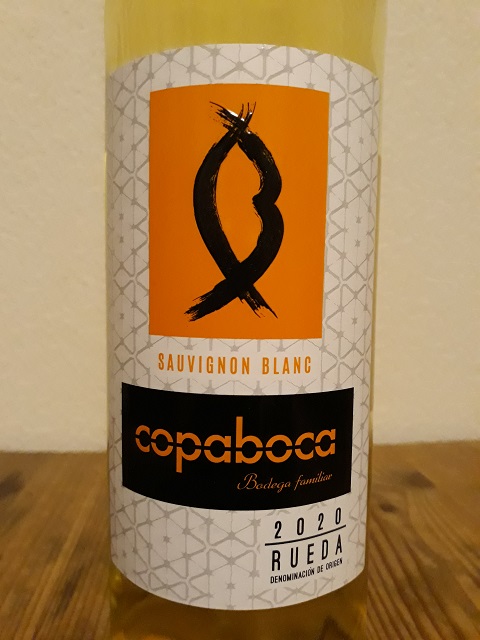 SAUVIGNON BLANC
copaboca
Bodega familiar
2020
RUEDA
DENOMINACIÓN DE ORIGEN